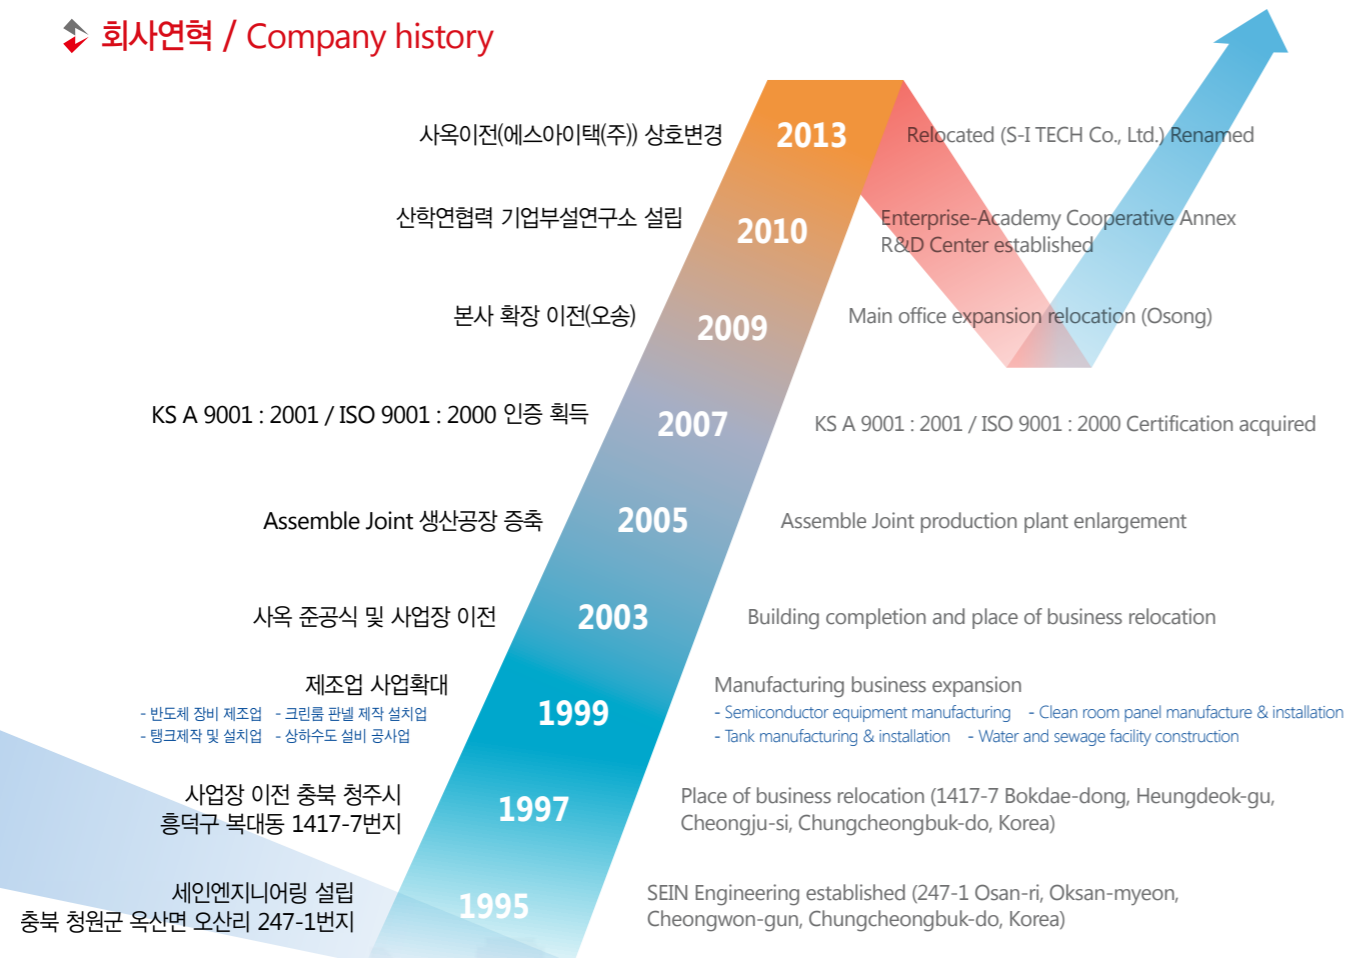 회사연혁 / Company history
사옥이전(에스아이택(주)) 상호변경
2013
Relocated (S-I TECH Co., Ltd.) Renamed
산학연협력 기업부설연구소 설립
2010
Enterprise-Academy Cooperative Annex
R&D Center established
본사 확장 이전(오송)
2009
Main office expansion relocation (Osong)
KS A 9001 : 2001 / ISO 9001 : 2000 인증 획득
2007
KS A 9001 : 2001 / ISO 9001 : 2000 Certification acquired
Assemble Joint 생산공장 증축
2005
Assemble Joint production plant enlargement
사옥 준공식 및 사업장 이전
2003
Building completion and place of business relocation
제조업 사업확대
- 반도체 장비 제조업 - 크린룸 판넬 제작 설치업
- 탱크제작 및 설치업 - 상하수도 설비 공사업
1999
Manufacturing business expansion
- Semiconductor equipment manufacturing - Clean room panel manufacture & installation
- Tank manufacturing & installation - Water and sewage facility construction
사업장 이전 충북 청주시
흥덕구 복대동 1417-7번지
1997
Place of business relocation (1417-7 Bokdae-dong, Heungdeok-gu,
Cheongju-si, Chungcheongbuk-do, Korea)
세인엔지니어링 설립
충북 청원군 옥산면 오산리 247-1번지
1995
SEIN Engineering established (247-1 Osan-ri, Oksan-myeon,
Cheongwon-gun, Chungcheongbuk-do, Korea)